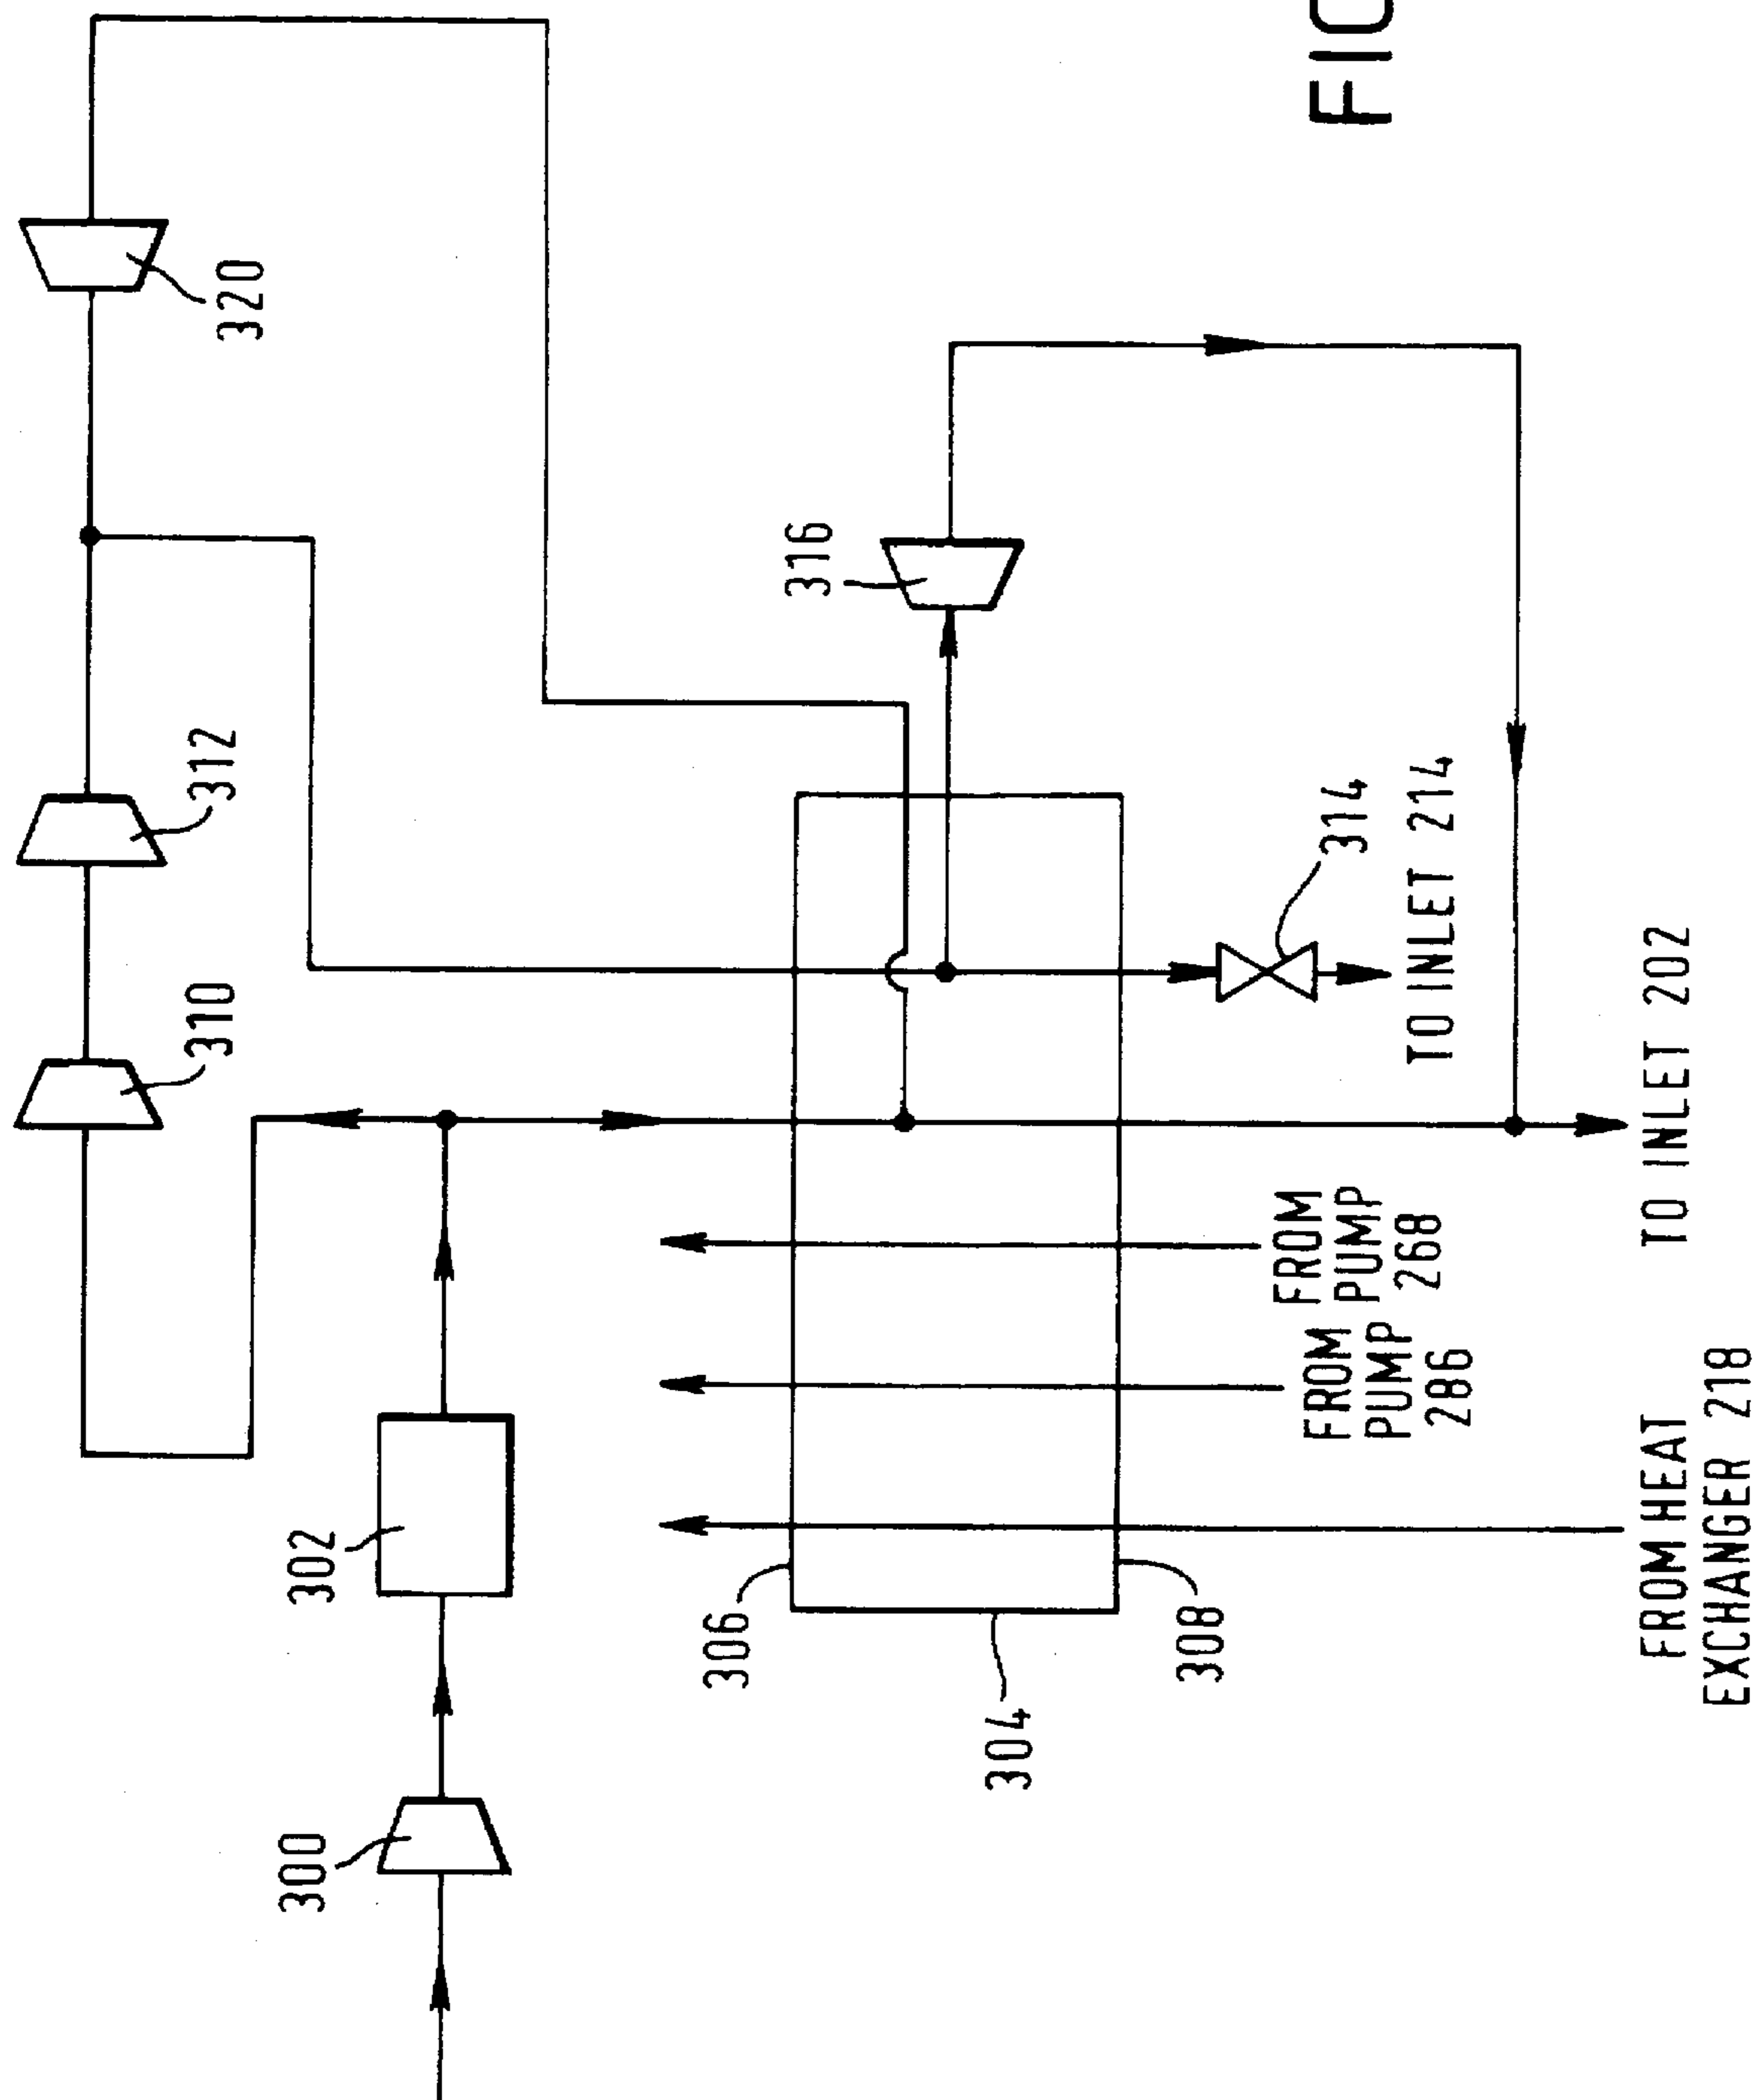 FIG
320
316
312
310
314
TO INLET 214
TO INLET 202
302
FROM
PUMP
268
FROM
PUMP
286
306
308
304
300
FROM HEAT
EXCHANGER 218